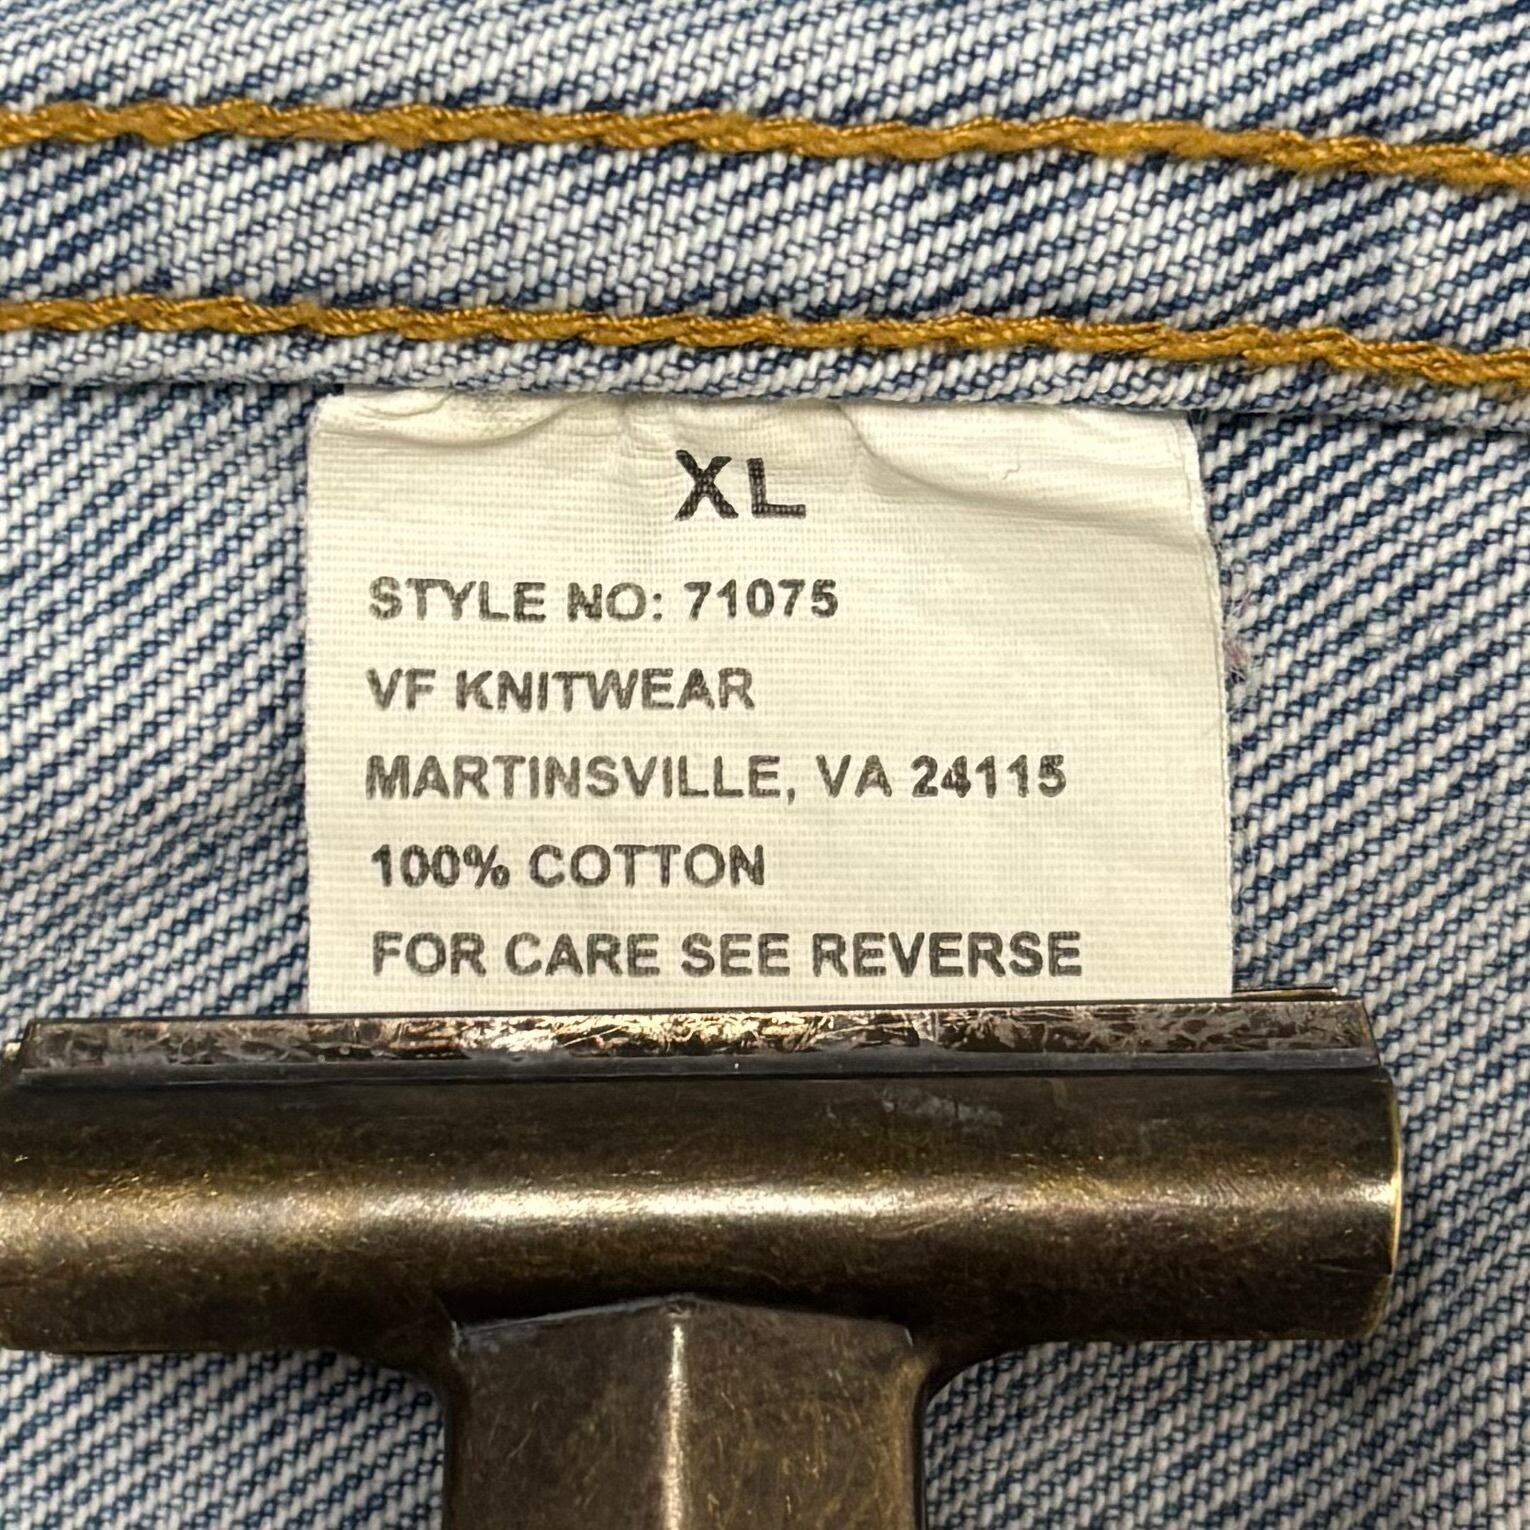 XL
STYLE NO: 71075
VF KNITWEAR
MARTINSVILLE, VA 24115
100% COTTON
FOR CARE SEE REVERSE